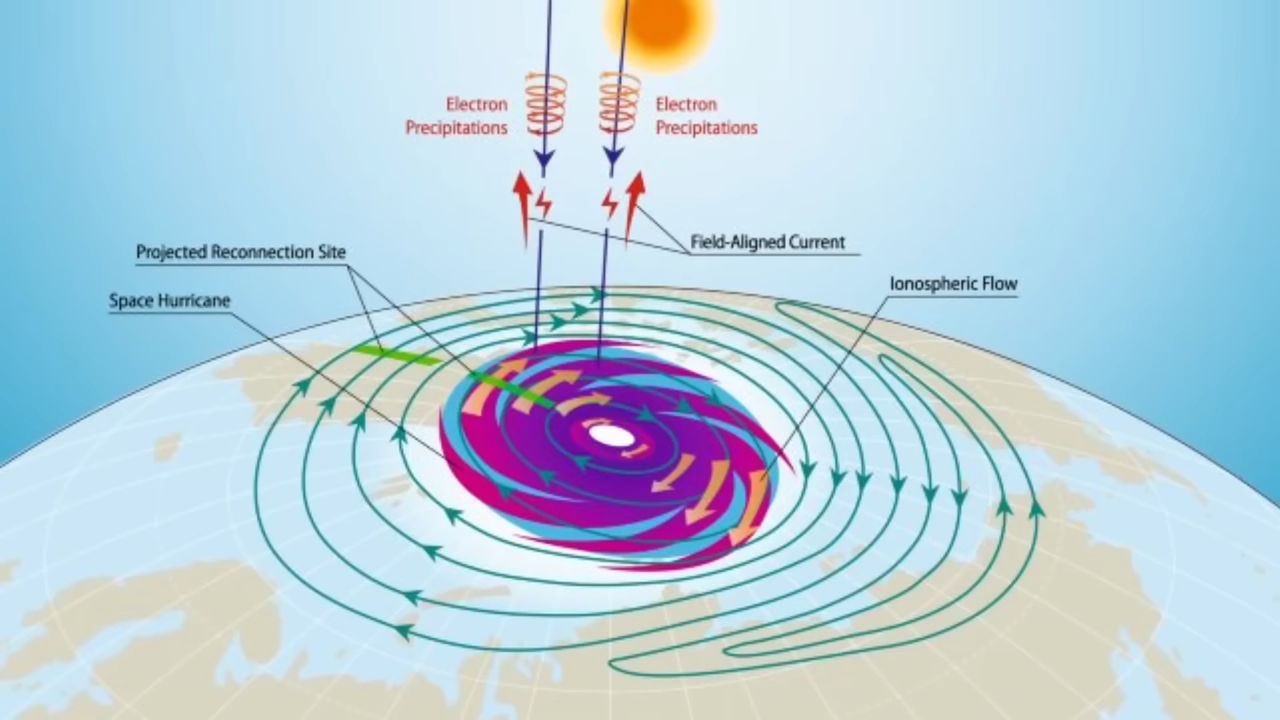 Electron
Precipitations
Electron
Precipitations
Field-Aligned Current
Projected Reconnection Site
Ionospheric Flow
Space Hurricane